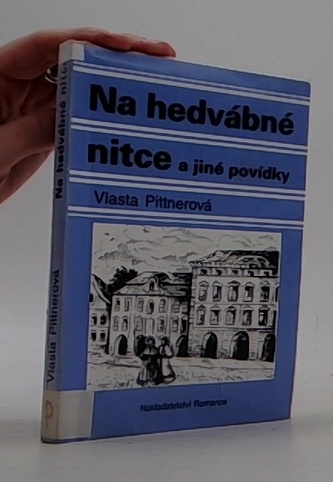 Na hedvábné
nitce a jiné povídky
Vlasta Pittnerová
Nakladatelství Romance
Vlasta Pittnerová Na hedvábné nitce
P